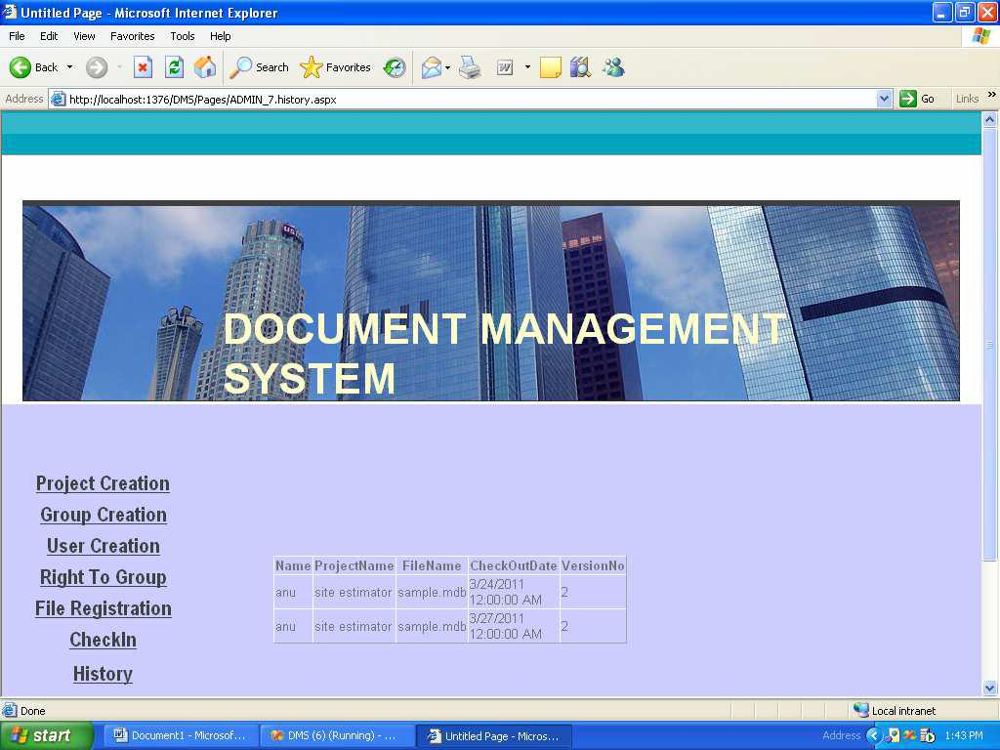 Untitled Page - Microsoft Internet Explorer
File Edit View Favorites Tools Help
Back Search Favorites
Address http://localhost:1376/DMS/Pages/ADMIN_7.history.aspx Go Links »
DOCUMENT MANAGEMENT
SYSTEM
Project Creation
Group Creation
User Creation
Right To Group
File Registration
CheckIn
History
Name ProjectName FileName CheckOutDate VersionNo
anu site estimator sample.mdb 3/24/2011 12:00:00 AM 2
anu site estimator sample.mdb 3/27/2011 12:00:00 AM 2
Done Local intranet
start Document1 - Microsof... DMS (6) (Running) - ... Untitled Page - Micros... Address 1:43 PM